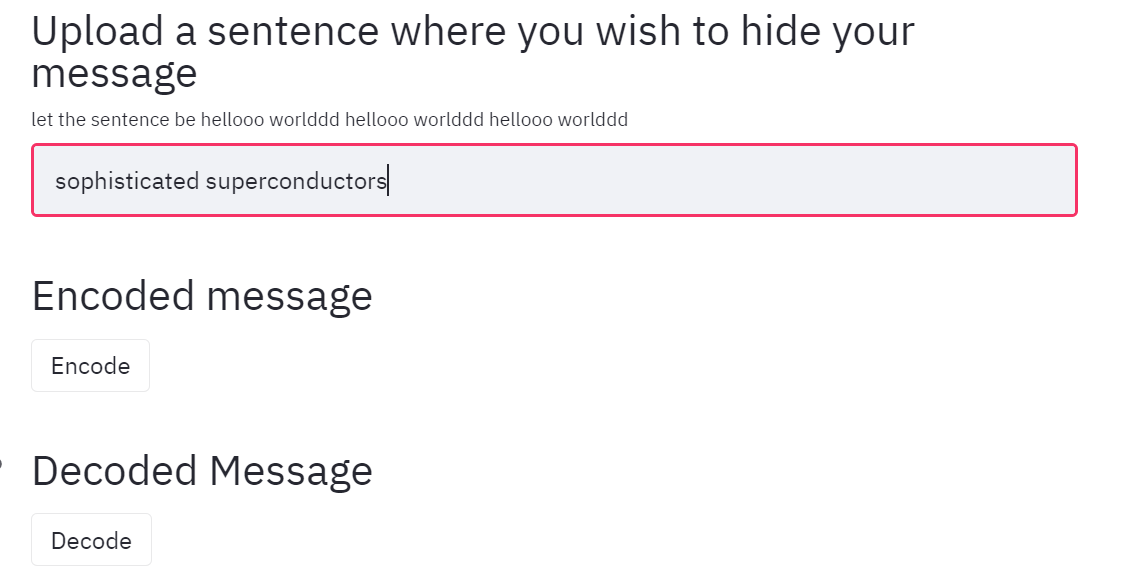 Upload a sentence where you wish to hide your
message
let the sentence be hellooo worlddd hellooo worlddd hellooo worlddd
sophisticated superconductors
Encoded message
Encode
Decoded Message
Decode